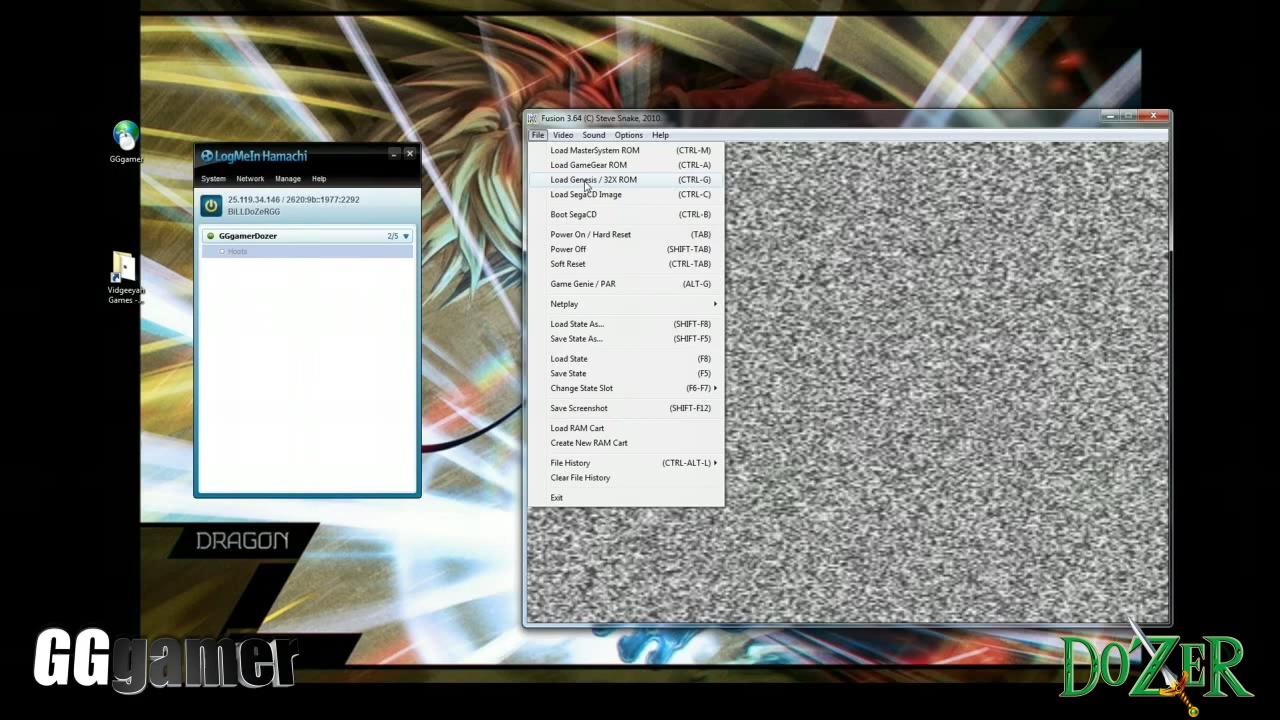 GGgamer
Vidgeeyah
Games -...
LogMeIn Hamachi
System Network Manage Help
25.119.34.146 / 2620:9b::1977:2292
BiLLDoZeRGG
GGgamerDozer 2/5
Hoots
Fusion 3.64 (C) Steve Snake, 2010.
File Video Sound Options Help
Load MasterSystem ROM (CTRL-M)
Load GameGear ROM (CTRL-A)
Load Genesis / 32X ROM (CTRL-G)
Load SegaCD Image (CTRL-C)
Boot SegaCD (CTRL-B)
Power On / Hard Reset (TAB)
Power Off (SHIFT-TAB)
Soft Reset (CTRL-TAB)
Game Genie / PAR (ALT-G)
Netplay
Load State As... (SHIFT-F8)
Save State As... (SHIFT-F5)
Load State (F8)
Save State (F5)
Change State Slot (F6-F7)
Save Screenshot (SHIFT-F12)
Load RAM Cart
Create New RAM Cart
File History (CTRL-ALT-L)
Clear File History
Exit
DRAGON
GGgamer
DoZER